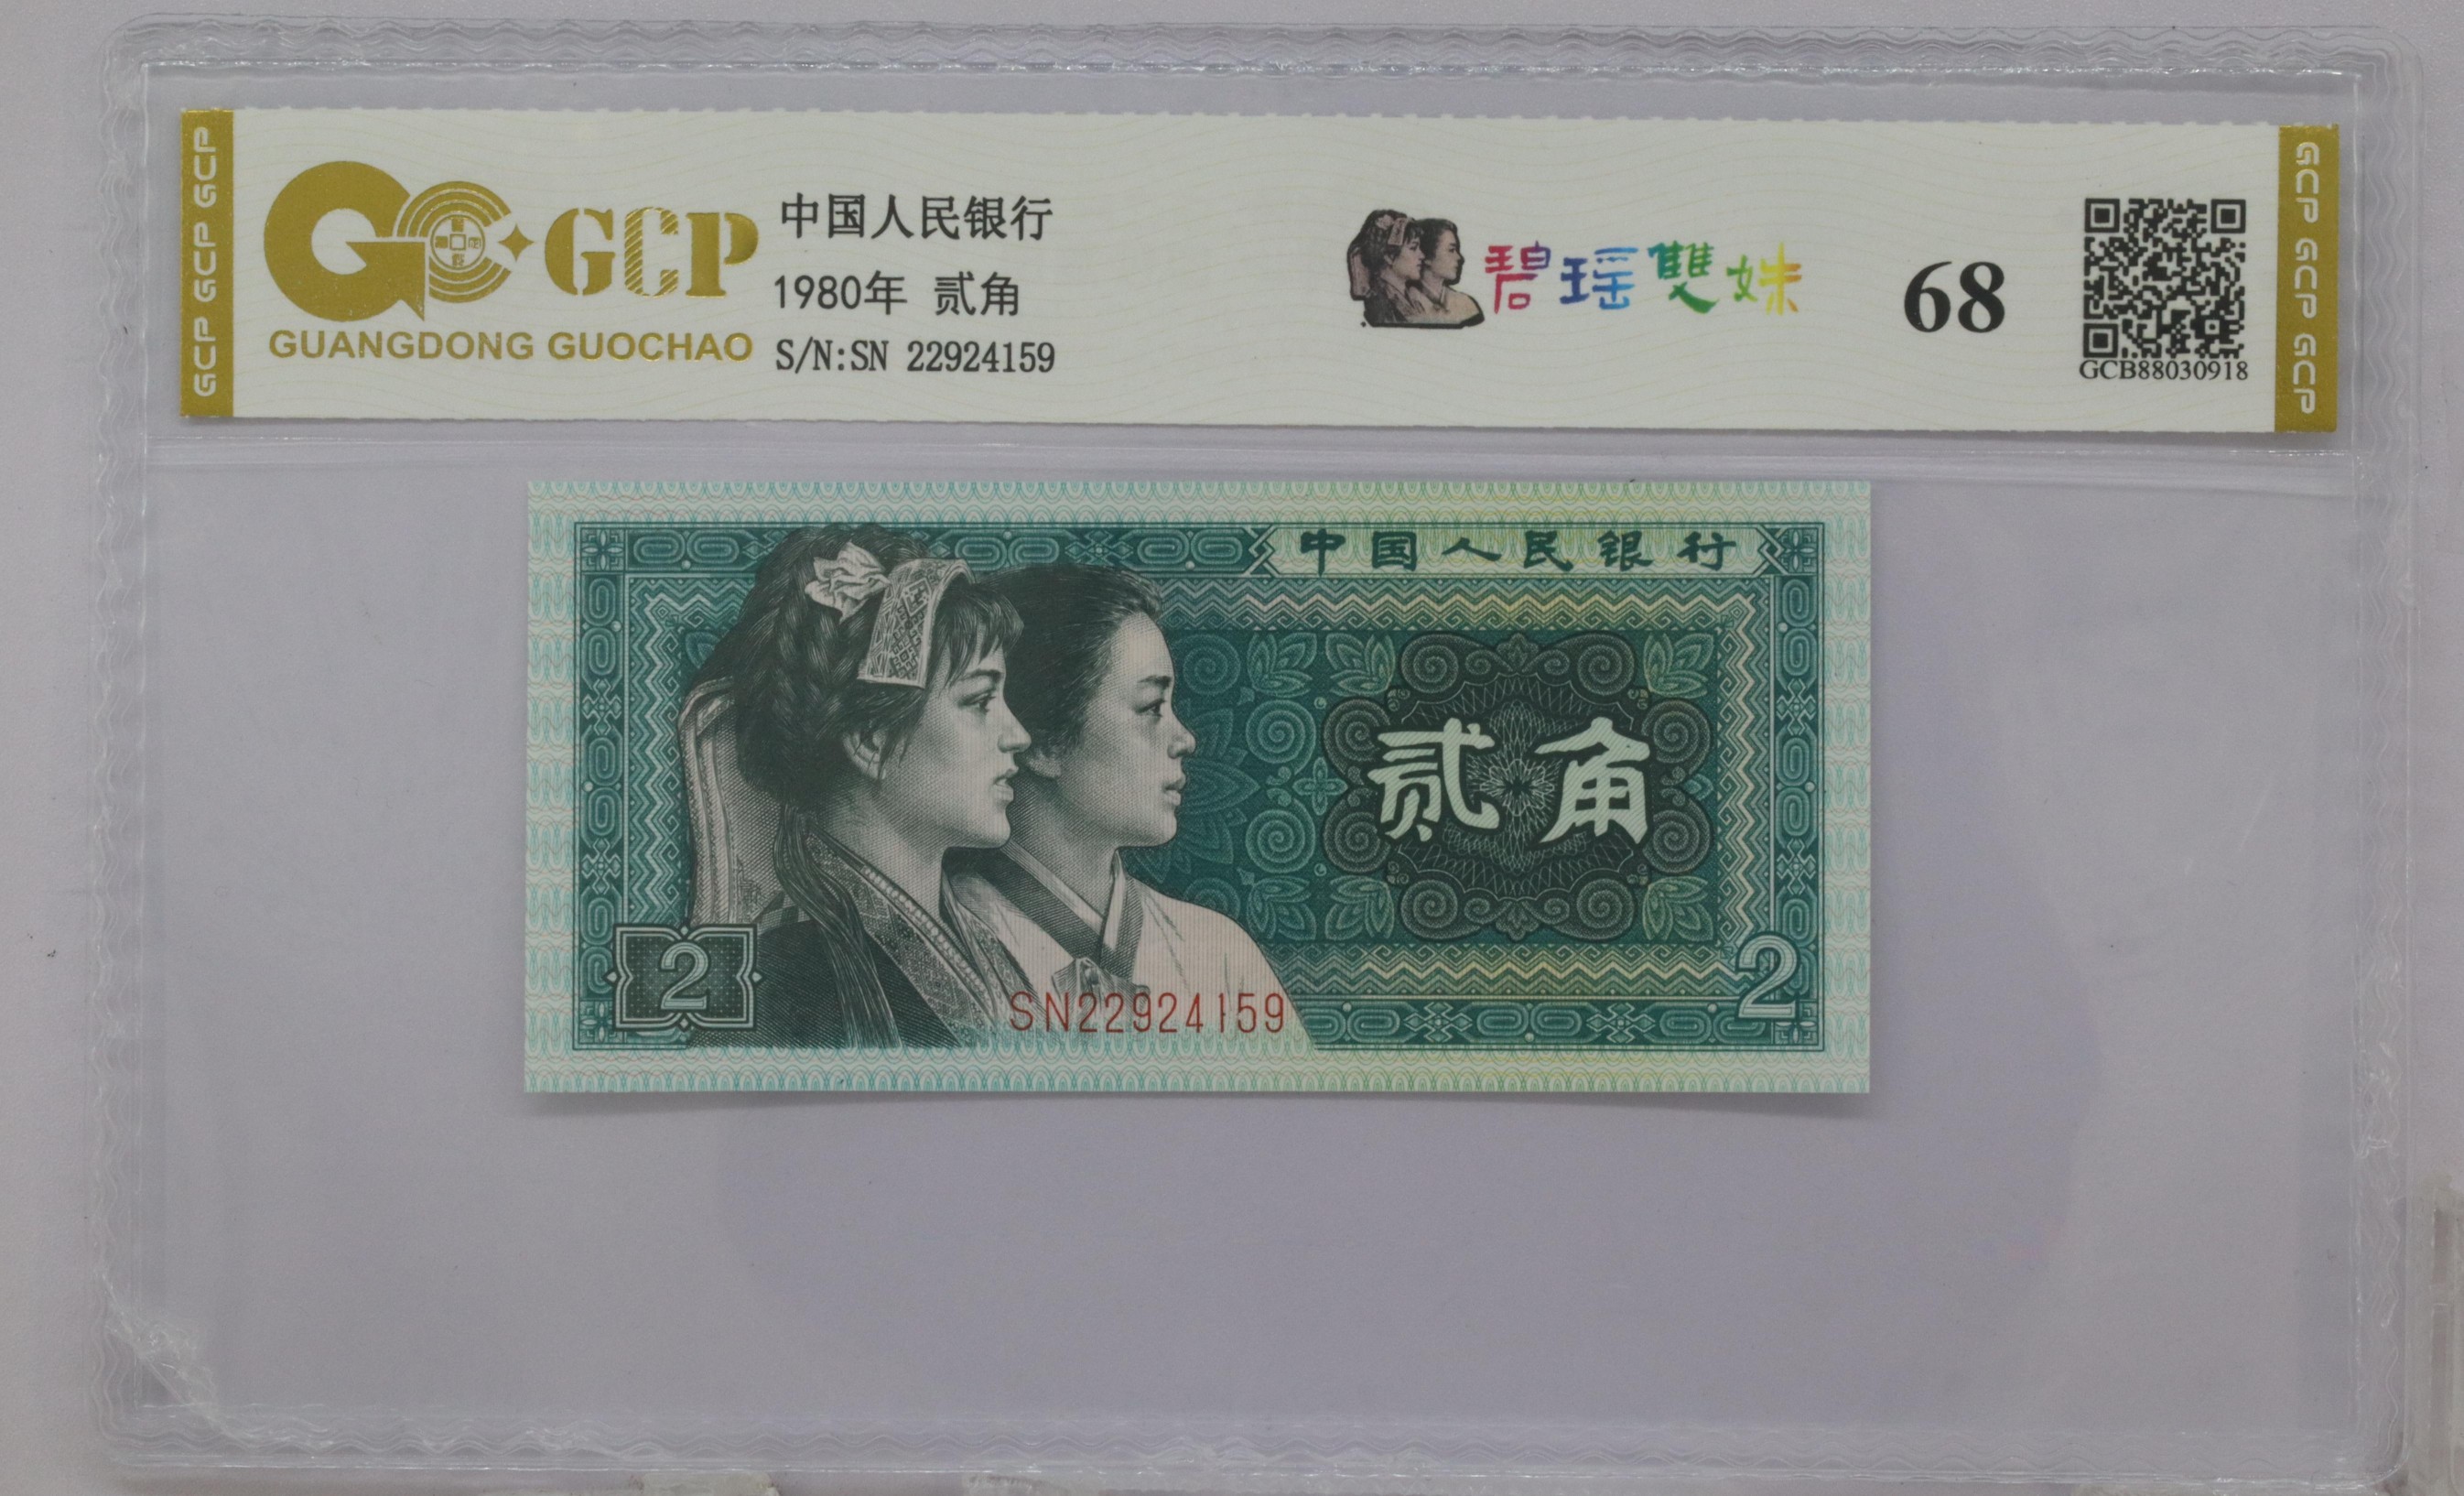 GCP GCP GCP
GCP
GUANGDONG GUOCHAO
中国人民银行
1980年 贰角
S/N:SN 22924159
碧瑶雙姝
68
GCB88030918
GCP GCP GCP
中国人民银行
贰角
2
SN22924159
2